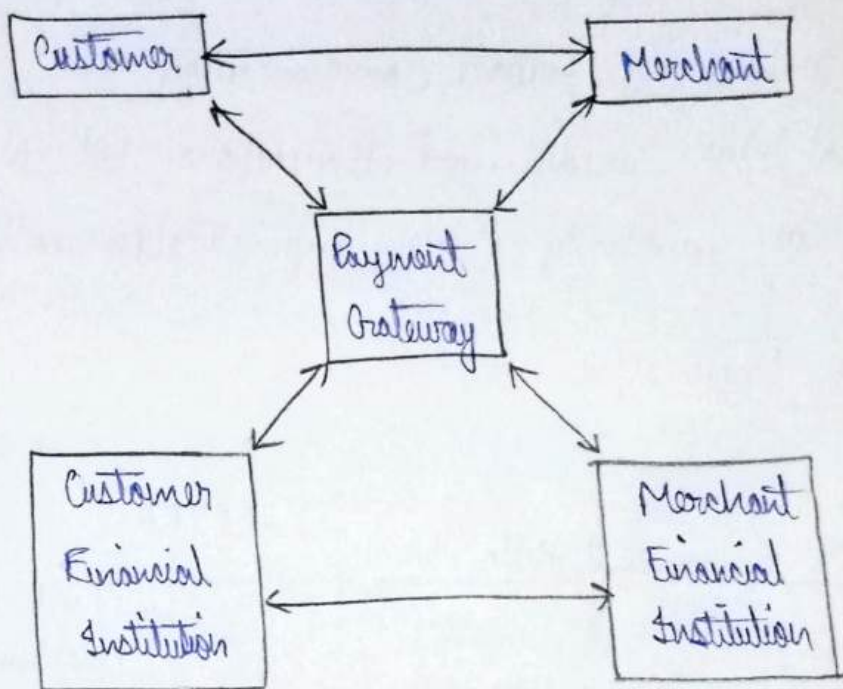 Customer
Merchant
Payment
Gateway
Customer
Financial
Institution
Merchant
Financial
Institution